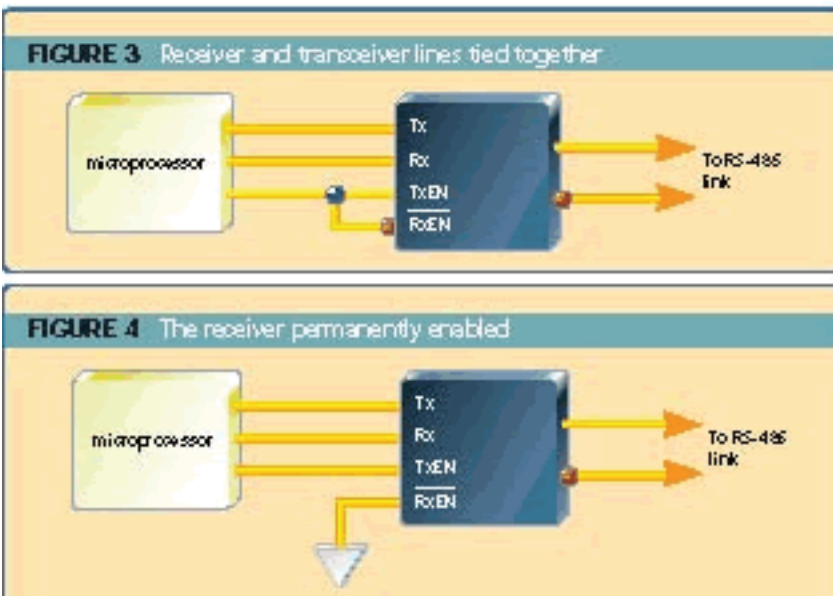 FIGURE 3 Receiver and transceiver lines tied together
microprocessor
Tx
Rx
TxEN
RxEN
To RS-485
link
FIGURE 4 The receiver permanently enabled
microprocessor
Tx
Rx
TxEN
RxEN
To RS-485
link